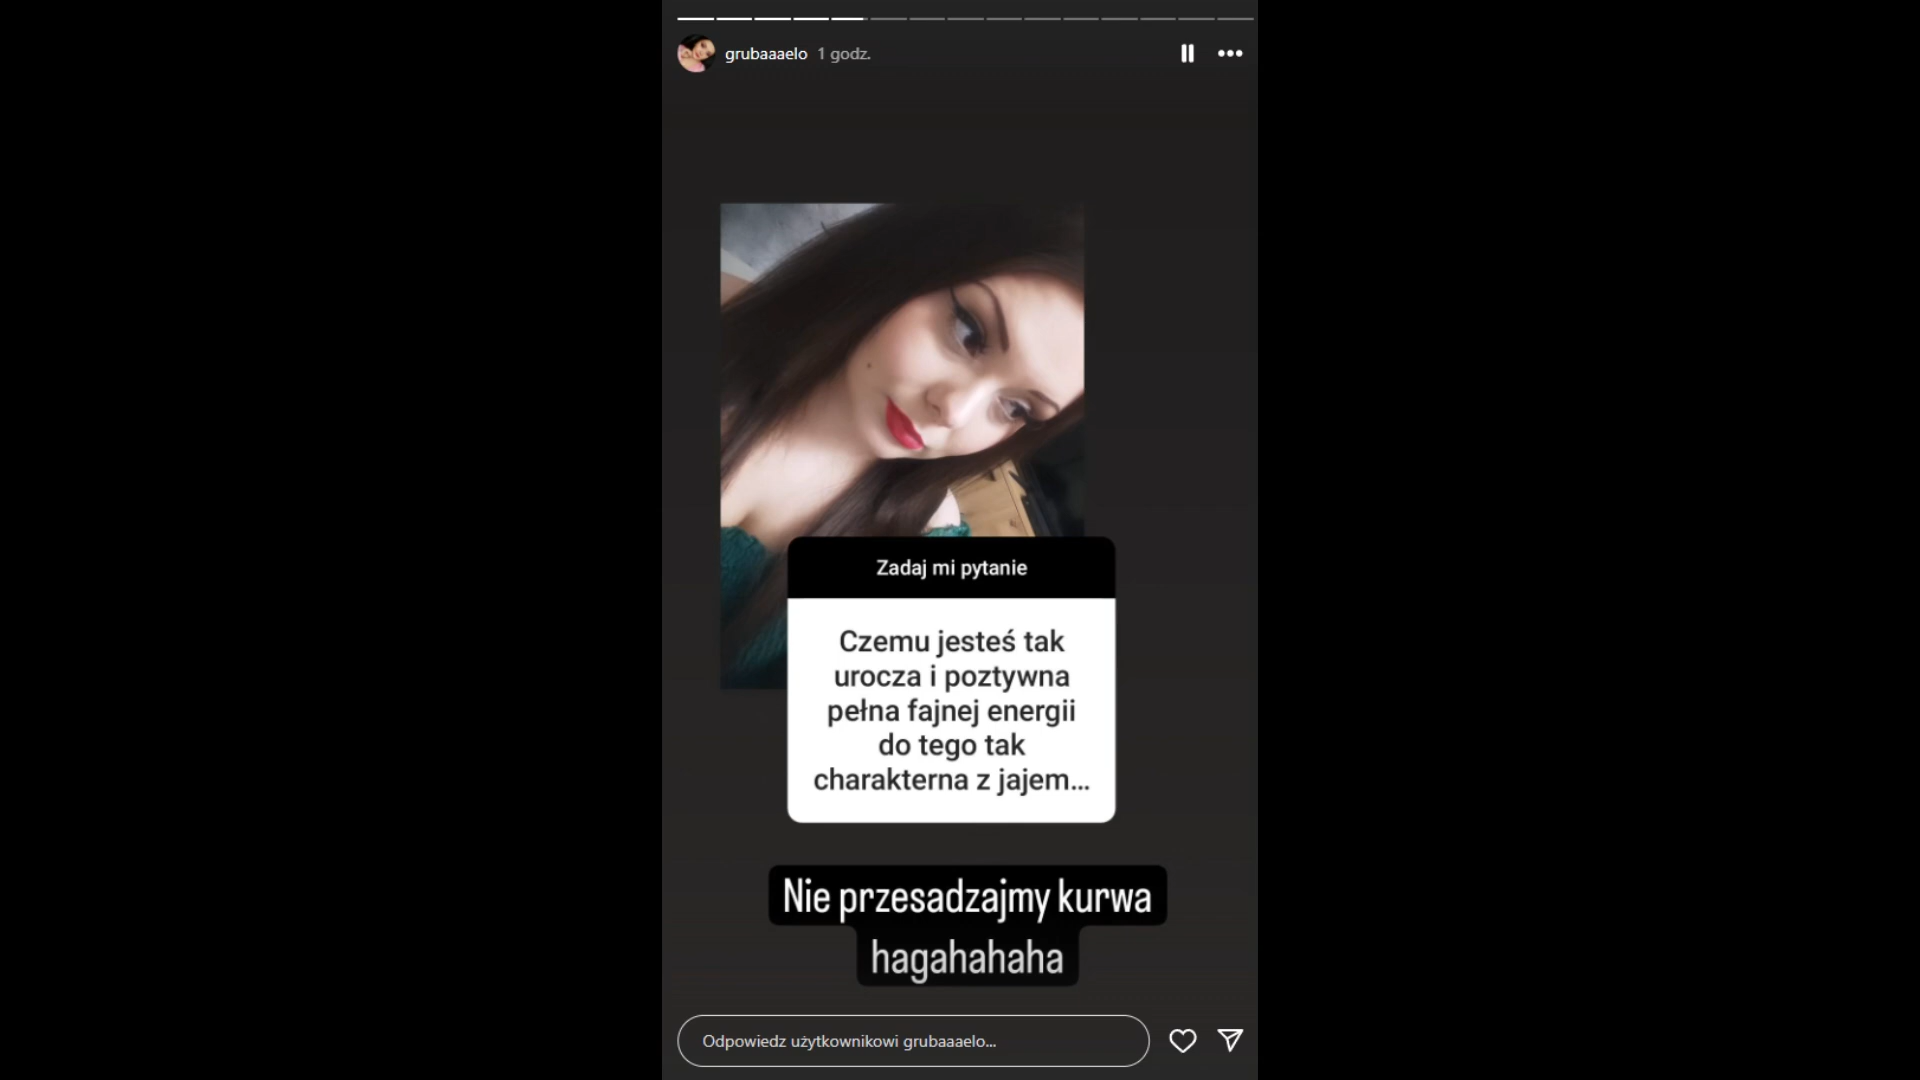 grubaaaelo 1 godz.
Zadaj mi pytanie
Czemu jesteś tak
urocza i poztywna
pełna fajnej energii
do tego tak
charakterna z jajem...
Nie przesadzajmy kurwa
hagahahaha
Odpowiedz użytkownikowi grubaaaelo...